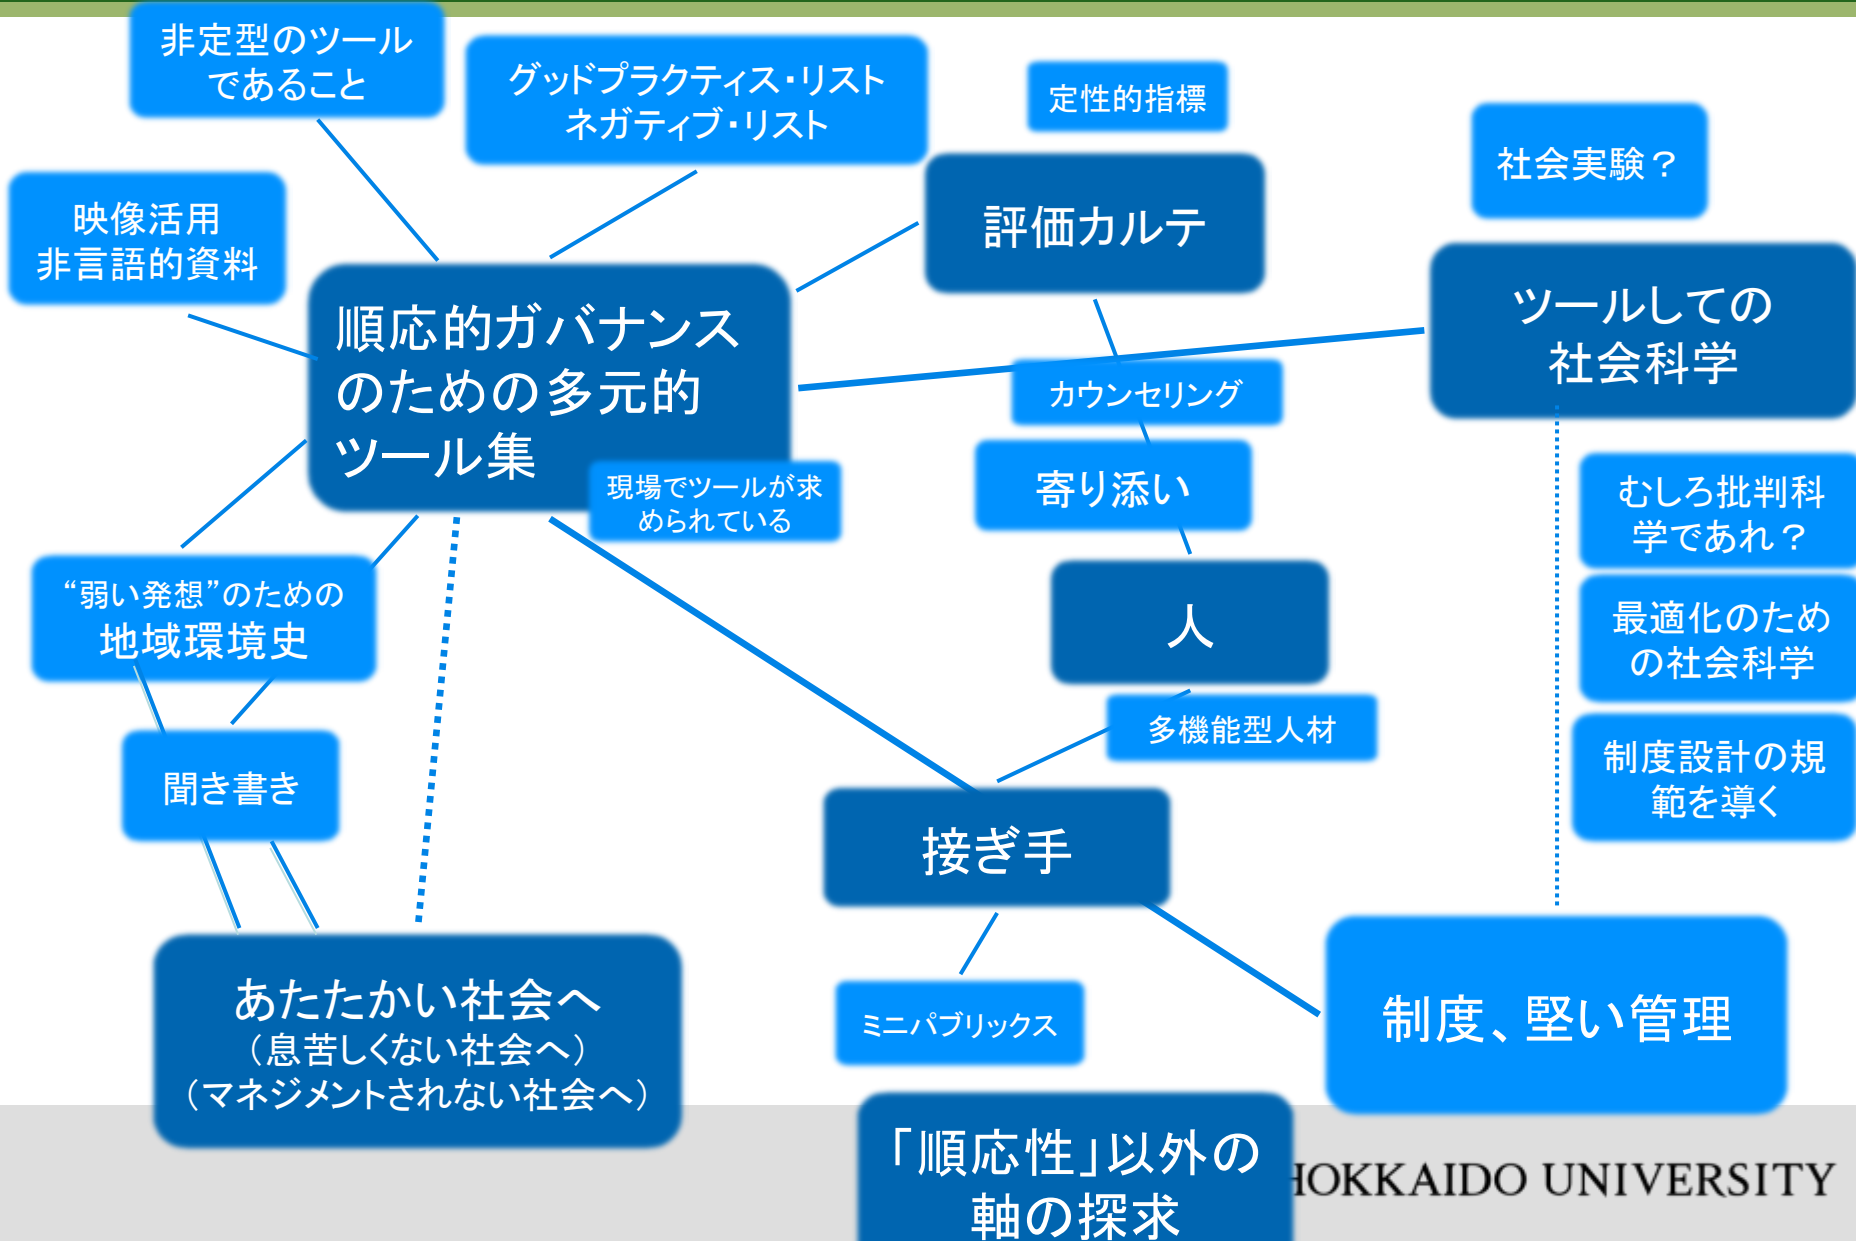 非定型のツール
であること
グッドプラクティス・リスト
ネガティブ・リスト
定性的指標
社会実験？
映像活用
非言語的資料
評価カルテ
順応的ガバナンス
のための多元的
ツール集
ツールしての
社会科学
カウンセリング
現場でツールが求
められている
寄り添い
むしろ批判科
学であれ？
“弱い発想”のための
地域環境史
人
最適化のため
の社会科学
多機能型人材
聞き書き
制度設計の規
範を導く
接ぎ手
あたたかい社会へ
（息苦しくない社会へ）
（マネジメントされない社会へ）
ミニパブリックス
制度、堅い管理
「順応性」以外の
軸の探求
HOKKAIDO UNIVERSITY